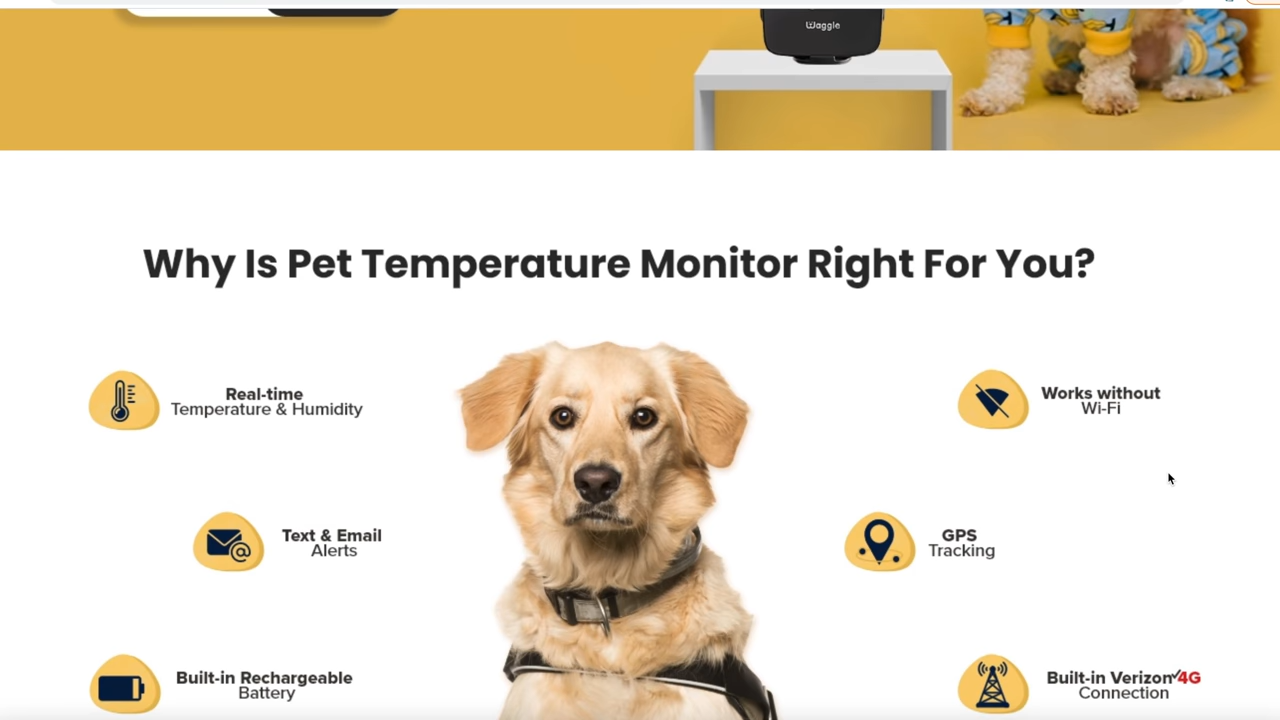 Waggle
Why Is Pet Temperature Monitor Right For You?
Real-time
Temperature & Humidity
Works without
Wi-Fi
Text & Email
Alerts
GPS
Tracking
Built-in Rechargeable
Battery
Built-in Verizon✓4G
Connection